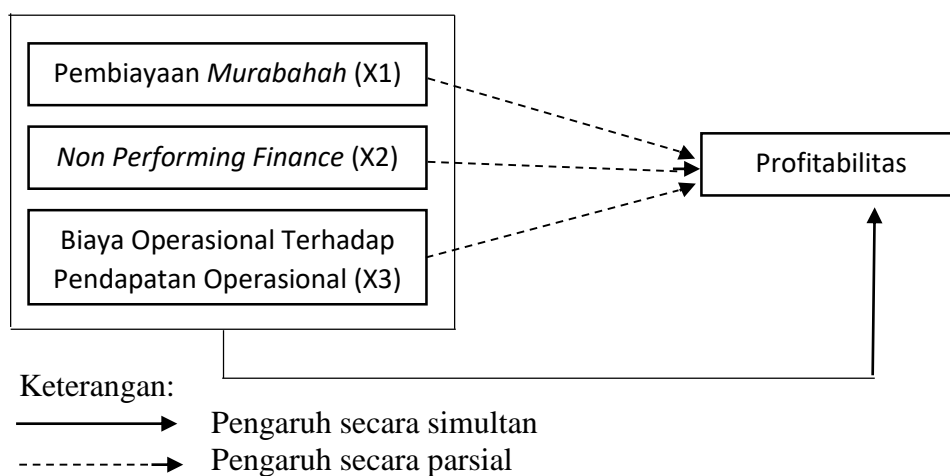 Pembiayaan Murabahah (X1)
Non Performing Finance (X2)
Profitabilitas
Biaya Operasional Terhadap
Pendapatan Operasional (X3)
Keterangan:
Pengaruh secara simultan
Pengaruh secara parsial